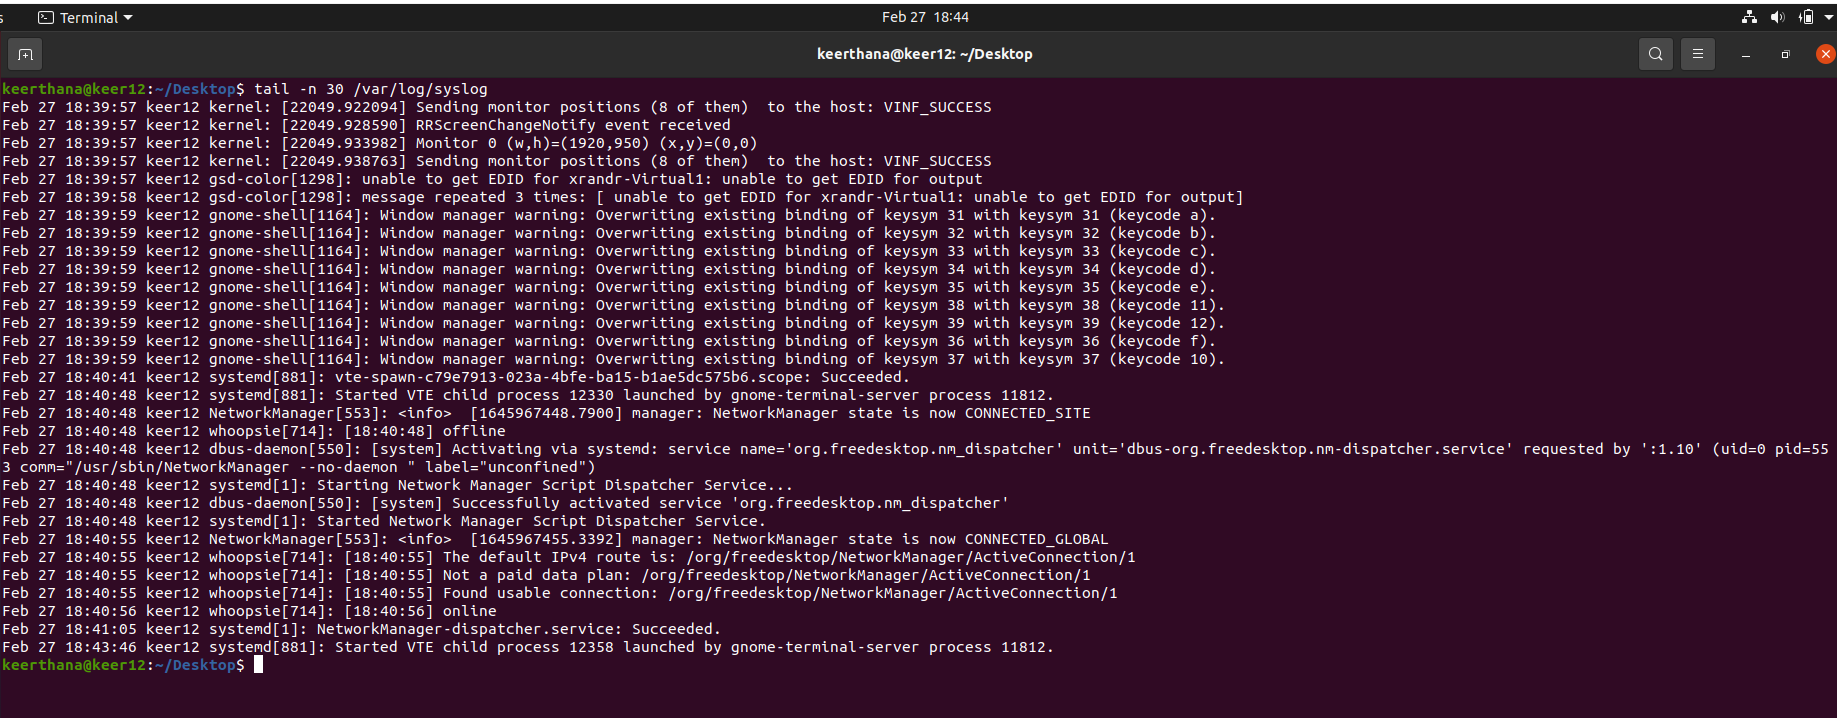 Terminal
Feb 27 18:44
keerthana@keer12: ~/Desktop
keerthana@keer12:~/Desktop$ tail -n 30 /var/log/syslog
Feb 27 18:39:57 keer12 kernel: [22049.922094] Sending monitor positions (8 of them)  to the host: VINF_SUCCESS
Feb 27 18:39:57 keer12 kernel: [22049.928590] RRScreenChangeNotify event received
Feb 27 18:39:57 keer12 kernel: [22049.933982] Monitor 0 (w,h)=(1920,950) (x,y)=(0,0)
Feb 27 18:39:57 keer12 kernel: [22049.938763] Sending monitor positions (8 of them)  to the host: VINF_SUCCESS
Feb 27 18:39:57 keer12 gsd-color[1298]: unable to get EDID for xrandr-Virtual1: unable to get EDID for output
Feb 27 18:39:58 keer12 gsd-color[1298]: message repeated 3 times: [ unable to get EDID for xrandr-Virtual1: unable to get EDID for output]
Feb 27 18:39:59 keer12 gnome-shell[1164]: Window manager warning: Overwriting existing binding of keysym 31 with keysym 31 (keycode a).
Feb 27 18:39:59 keer12 gnome-shell[1164]: Window manager warning: Overwriting existing binding of keysym 32 with keysym 32 (keycode b).
Feb 27 18:39:59 keer12 gnome-shell[1164]: Window manager warning: Overwriting existing binding of keysym 33 with keysym 33 (keycode c).
Feb 27 18:39:59 keer12 gnome-shell[1164]: Window manager warning: Overwriting existing binding of keysym 34 with keysym 34 (keycode d).
Feb 27 18:39:59 keer12 gnome-shell[1164]: Window manager warning: Overwriting existing binding of keysym 35 with keysym 35 (keycode e).
Feb 27 18:39:59 keer12 gnome-shell[1164]: Window manager warning: Overwriting existing binding of keysym 38 with keysym 38 (keycode 11).
Feb 27 18:39:59 keer12 gnome-shell[1164]: Window manager warning: Overwriting existing binding of keysym 39 with keysym 39 (keycode 12).
Feb 27 18:39:59 keer12 gnome-shell[1164]: Window manager warning: Overwriting existing binding of keysym 36 with keysym 36 (keycode f).
Feb 27 18:39:59 keer12 gnome-shell[1164]: Window manager warning: Overwriting existing binding of keysym 37 with keysym 37 (keycode 10).
Feb 27 18:40:41 keer12 systemd[881]: vte-spawn-c79e7913-023a-4bfe-ba15-b1ae5dc575b6.scope: Succeeded.
Feb 27 18:40:48 keer12 systemd[881]: Started VTE child process 12330 launched by gnome-terminal-server process 11812.
Feb 27 18:40:48 keer12 NetworkManager[553]: <info>  [1645967448.7900] manager: NetworkManager state is now CONNECTED_SITE
Feb 27 18:40:48 keer12 whoopsie[714]: [18:40:48] offline
Feb 27 18:40:48 keer12 dbus-daemon[550]: [system] Activating via systemd: service name='org.freedesktop.nm_dispatcher' unit='dbus-org.freedesktop.nm-dispatcher.service' requested by ':1.10' (uid=0 pid=55
3 comm="/usr/sbin/NetworkManager --no-daemon " label="unconfined")
Feb 27 18:40:48 keer12 systemd[1]: Starting Network Manager Script Dispatcher Service...
Feb 27 18:40:48 keer12 dbus-daemon[550]: [system] Successfully activated service 'org.freedesktop.nm_dispatcher'
Feb 27 18:40:48 keer12 systemd[1]: Started Network Manager Script Dispatcher Service.
Feb 27 18:40:55 keer12 NetworkManager[553]: <info>  [1645967455.3392] manager: NetworkManager state is now CONNECTED_GLOBAL
Feb 27 18:40:55 keer12 whoopsie[714]: [18:40:55] The default IPv4 route is: /org/freedesktop/NetworkManager/ActiveConnection/1
Feb 27 18:40:55 keer12 whoopsie[714]: [18:40:55] Not a paid data plan: /org/freedesktop/NetworkManager/ActiveConnection/1
Feb 27 18:40:55 keer12 whoopsie[714]: [18:40:55] Found usable connection: /org/freedesktop/NetworkManager/ActiveConnection/1
Feb 27 18:40:56 keer12 whoopsie[714]: [18:40:56] online
Feb 27 18:41:05 keer12 systemd[1]: NetworkManager-dispatcher.service: Succeeded.
Feb 27 18:43:46 keer12 systemd[881]: Started VTE child process 12358 launched by gnome-terminal-server process 11812.
keerthana@keer12:~/Desktop$